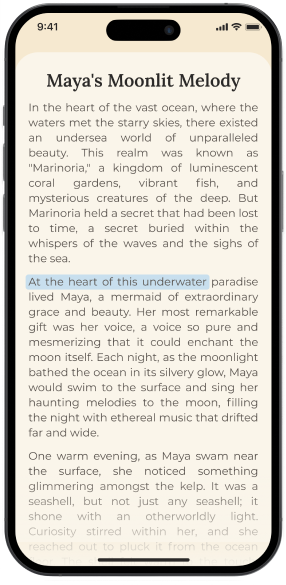 9:41
Maya's Moonlit Melody
In the heart of the vast ocean, where the
waters met the starry skies, there existed
an undersea world of unparalleled
beauty. This realm was known as
"Marinoria," a kingdom of luminescent
coral gardens, vibrant fish, and
mysterious creatures of the deep. But
Marinoria held a secret that had been lost
to time, a secret buried within the
whispers of the waves and the sighs of
the sea.
At the heart of this underwater paradise
lived Maya, a mermaid of extraordinary
grace and beauty. Her most remarkable
gift was her voice, a voice so pure and
mesmerizing that it could enchant the
moon itself. Each night, as the moonlight
bathed the ocean in its silvery glow, Maya
would swim to the surface and sing her
haunting melodies to the moon, filling
the night with ethereal music that drifted
far and wide.
One warm evening, as Maya swam near
the surface, she noticed something
glimmering amongst the kelp. It was a
seashell, but not just any seashell; it
shone with an otherworldly light.
Curiosity stirred within her, and she
reached out to pluck it from the ocean